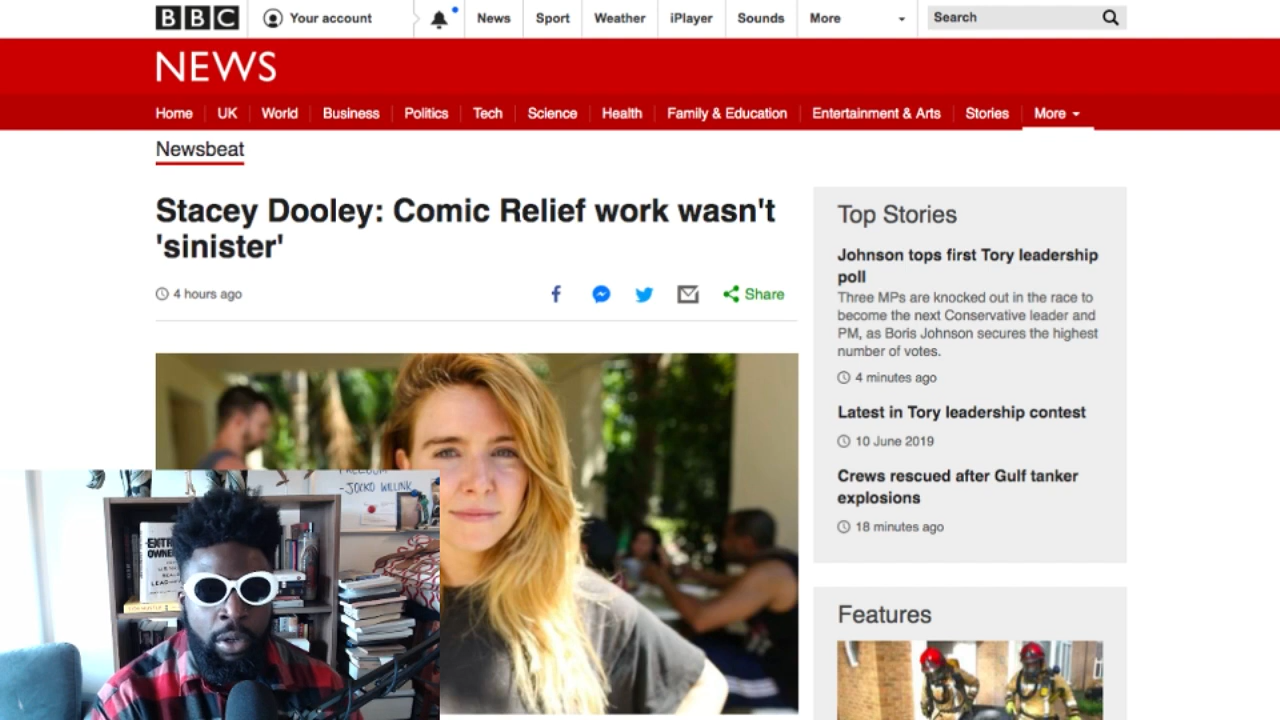 BBC
Your account
News
Sport
Weather
iPlayer
Sounds
More
Search
NEWS
Home
UK
World
Business
Politics
Tech
Science
Health
Family & Education
Entertainment & Arts
Stories
More
Newsbeat
Stacey Dooley: Comic Relief work wasn't
'sinister'
4 hours ago
Share
Top Stories
Johnson tops first Tory leadership
poll
Three MPs are knocked out in the race to
become the next Conservative leader and
PM, as Boris Johnson secures the highest
number of votes.
4 minutes ago
Latest in Tory leadership contest
10 June 2019
Crews rescued after Gulf tanker
explosions
18 minutes ago
Features
FREEDOM
- JOCKO WILLINK